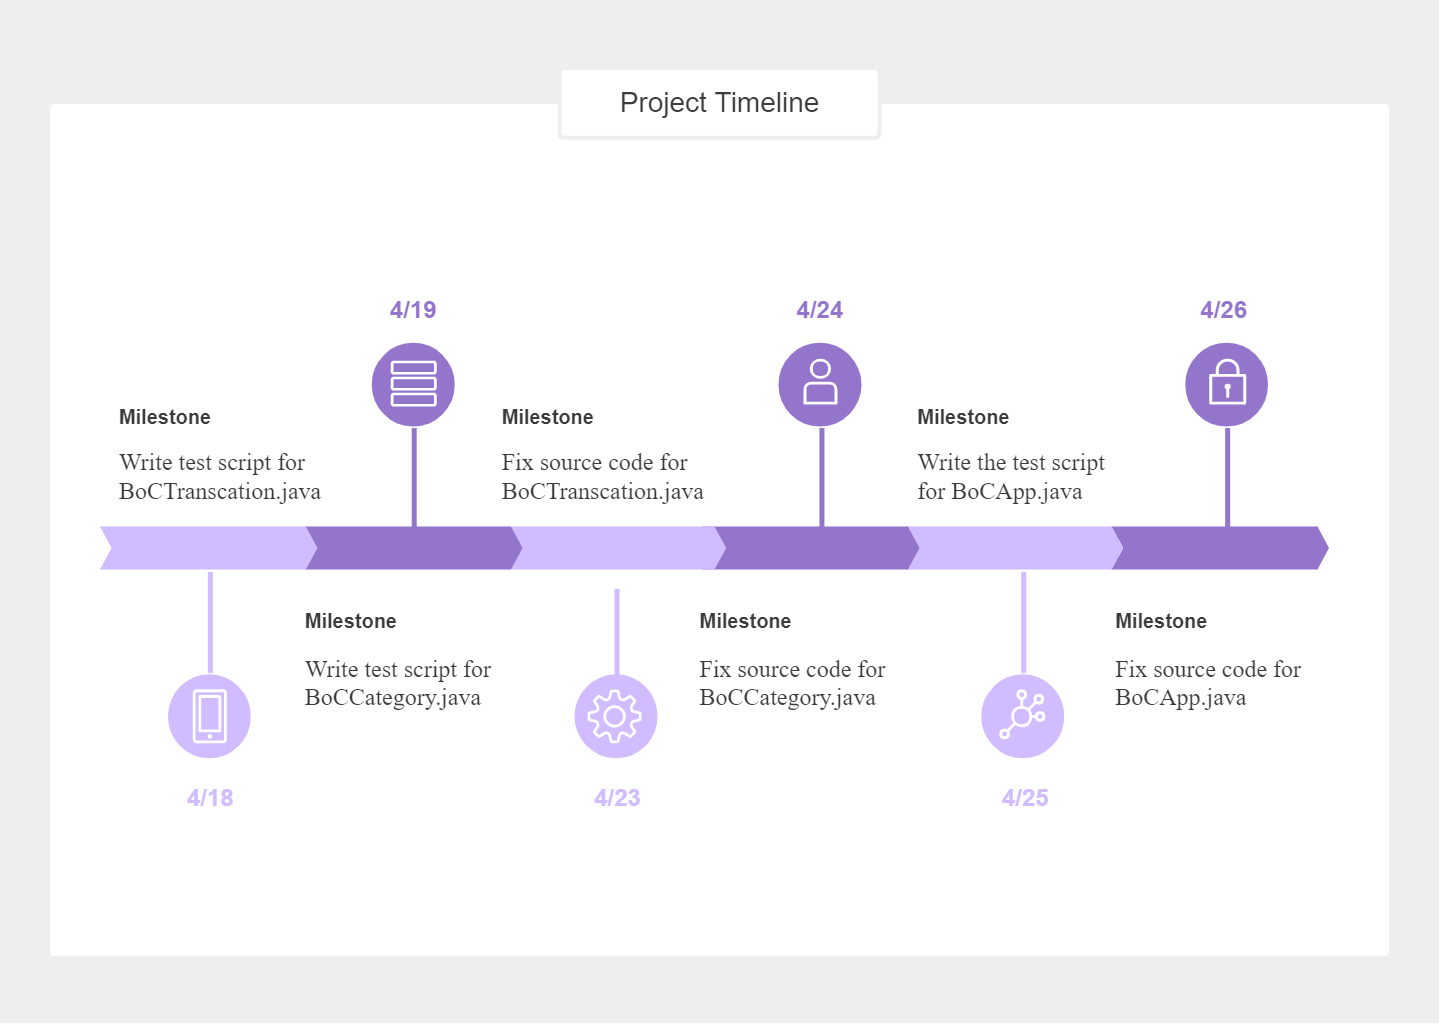 Project Timeline
4/19
4/24
4/26
Milestone
Write test script for
BoCTranscation.java
Milestone
Fix source code for
BoCTranscation.java
Milestone
Write the test script
for BoCApp.java
Milestone
Write test script for
BoCCategory.java
Milestone
Fix source code for
BoCCategory.java
Milestone
Fix source code for
BoCApp.java
4/18
4/23
4/25